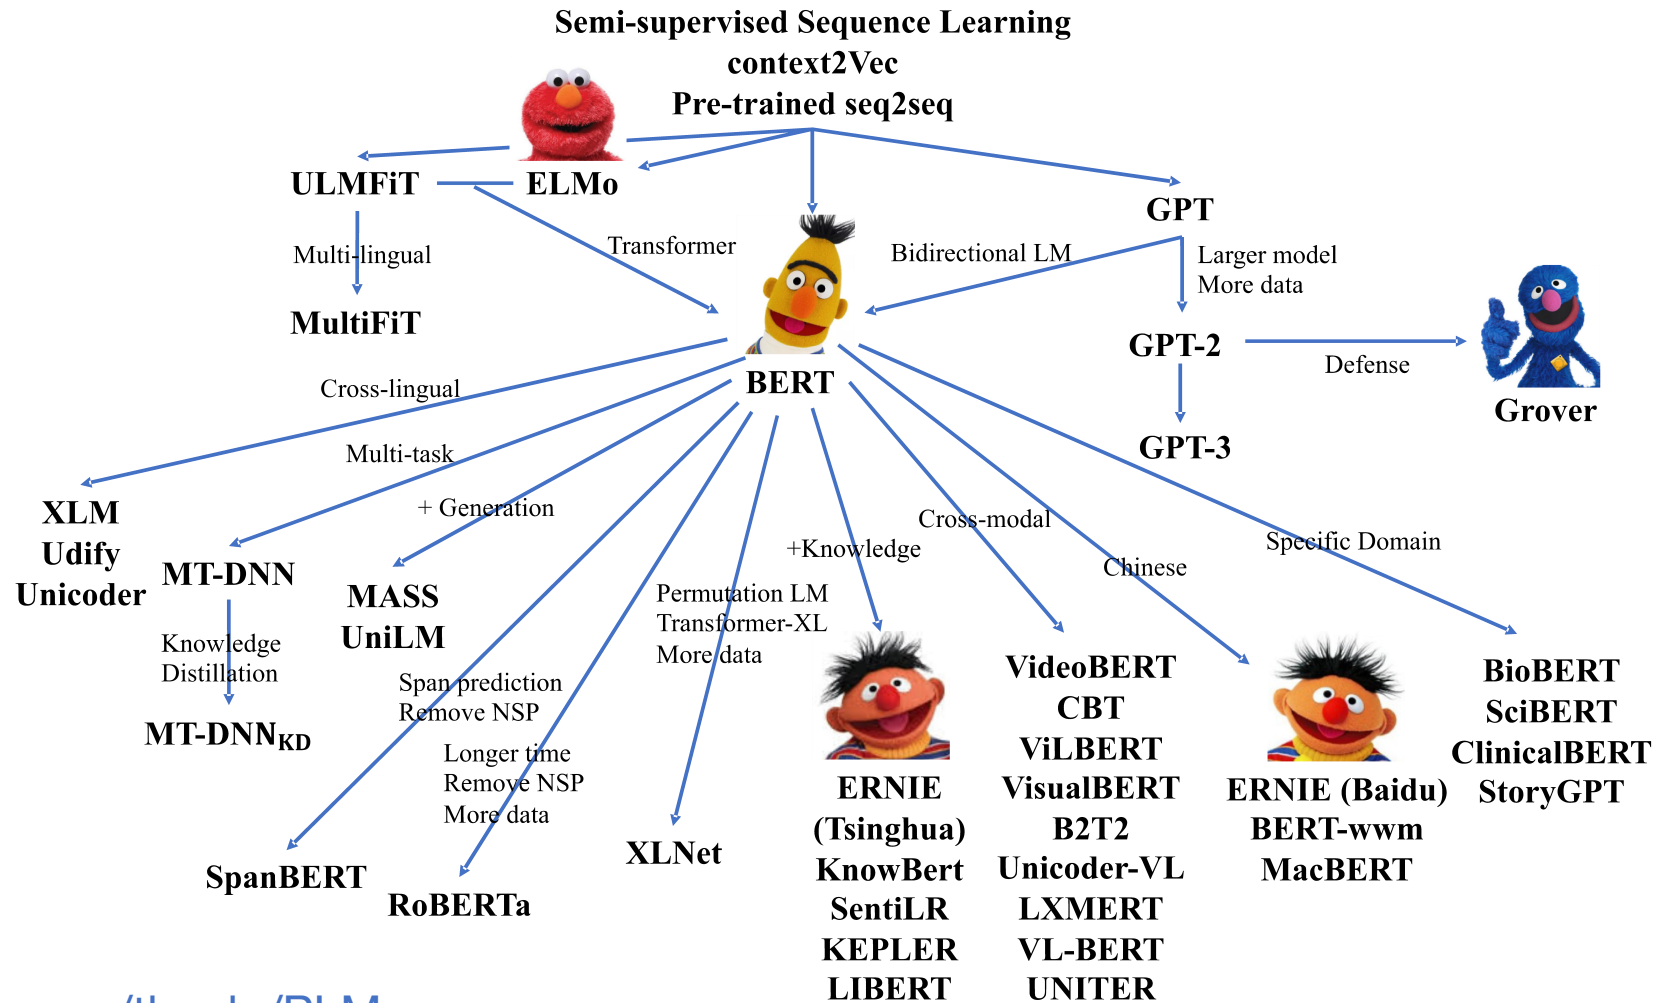 Semi-supervised Sequence Learning
context2Vec
Pre-trained seq2seq
ULMFiT
ELMo
GPT
Multi-lingual
Transformer
Bidirectional LM
Larger model
More data
MultiFiT
GPT-2
Defense
BERT
Grover
Cross-lingual
GPT-3
Multi-task
+ Generation
Cross-modal
+Knowledge
Chinese
Specific Domain
XLM
Udify
Unicoder
MT-DNN
MASS
UniLM
Permutation LM
Transformer-XL
More data
Knowledge
Distillation
MT-DNNKD
Span prediction
Remove NSP
Longer time
Remove NSP
More data
SpanBERT
RoBERTa
XLNet
ERNIE
(Tsinghua)
KnowBert
SentiLR
KEPLER
LIBERT
VideoBERT
CBT
ViLBERT
VisualBERT
B2T2
Unicoder-VL
LXMERT
VL-BERT
UNITER
ERNIE (Baidu)
BERT-wwm
MacBERT
BioBERT
SciBERT
ClinicalBERT
StoryGPT